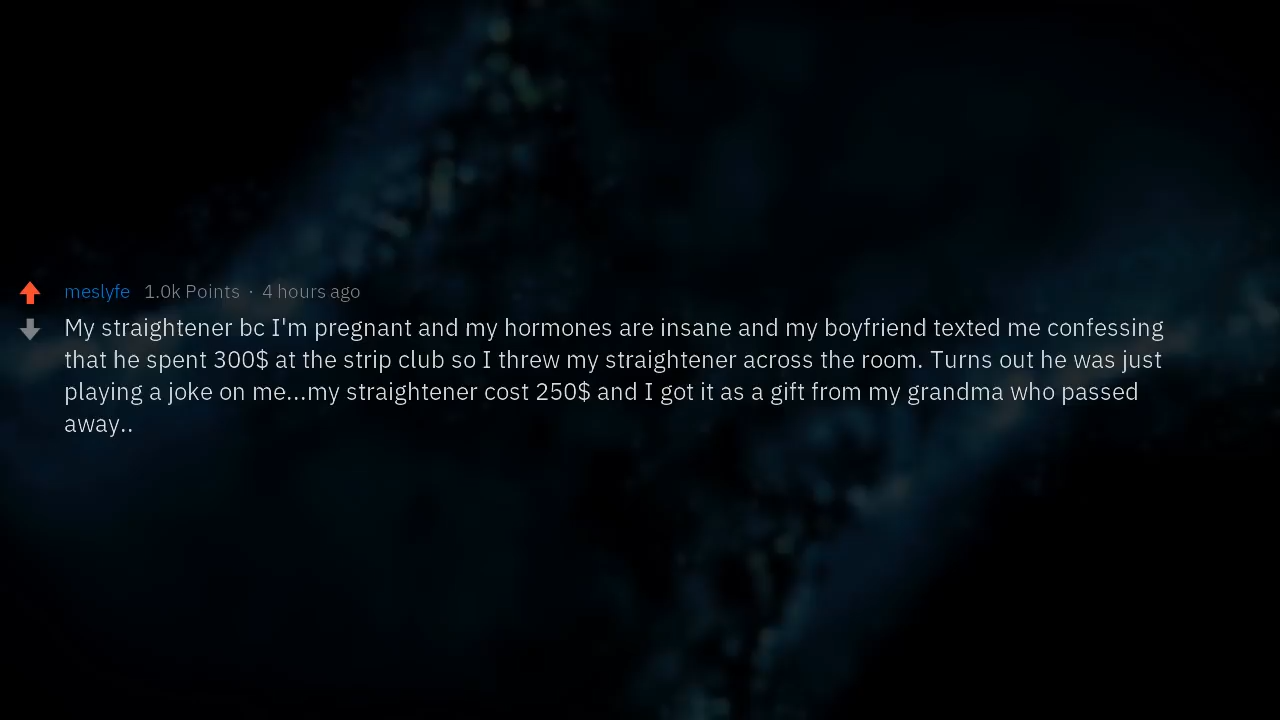 meslyfe 1.0k Points · 4 hours ago
My straightener bc I'm pregnant and my hormones are insane and my boyfriend texted me confessing
that he spent 300$ at the strip club so I threw my straightener across the room. Turns out he was just
playing a joke on me...my straightener cost 250$ and I got it as a gift from my grandma who passed
away..